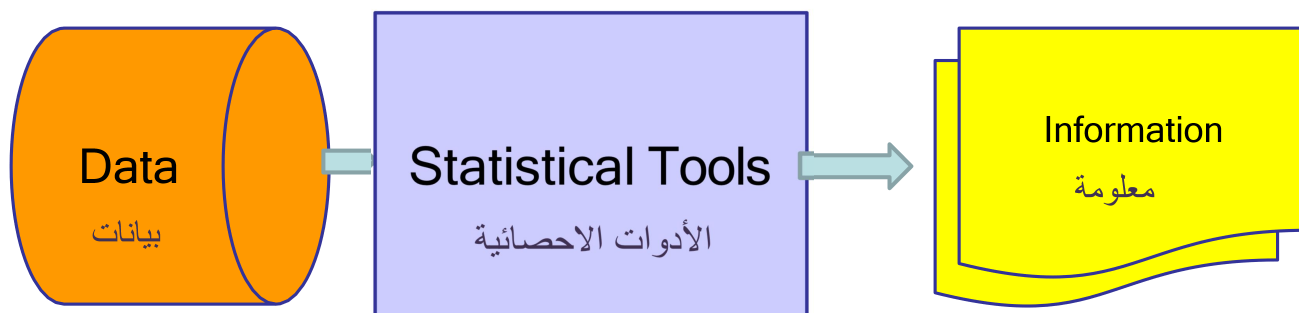 Data
بيانات
Statistical Tools
الأدوات الاحصائية
Information
معلومة